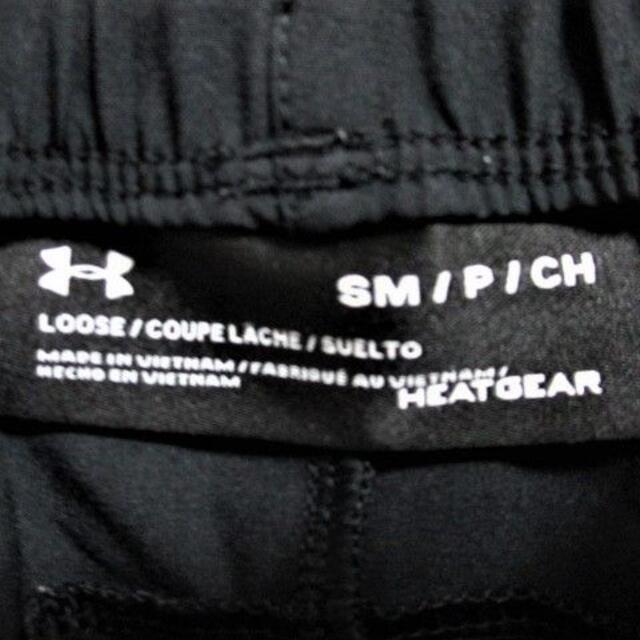 SM / P / CH
LOOSE / COUPE LACHE / SUELTO
MADE IN VIETNAM / / FABRIQUÉ AU VIETNAM /
HECHO EN VIETNAM
HEATGEAR